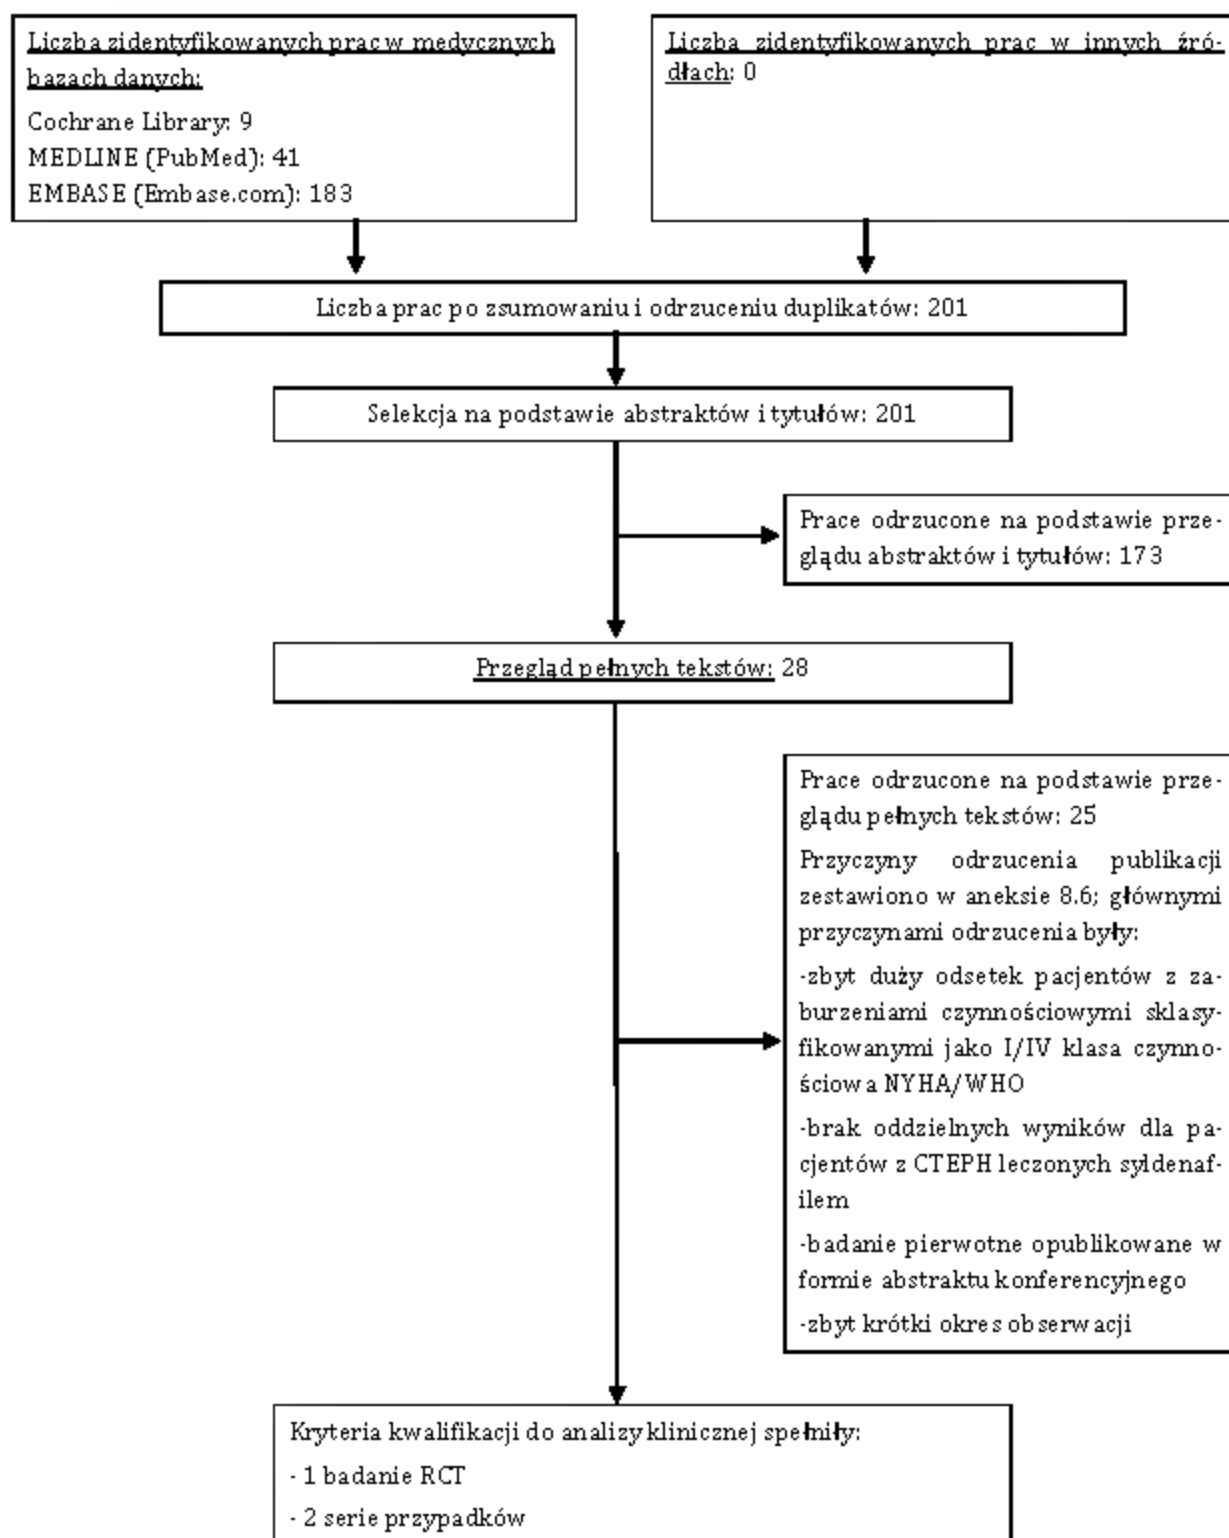 Liczba zidentyfikowanych prac w medycznych
bazach danych:
Cochrane Library: 9
MEDLINE (PubMed): 41
EMBASE (Embase.com): 183
Liczba zidentyfikowanych prac w innych źró-
dłach: 0
Liczba prac po zsumowaniu i odrzuceniu duplikatów: 201
Selekcja na podstawie abstraktów i tytułów: 201
Prace odrzucone na podstawie prze-
glądu abstraktów i tytułów: 173
Przegląd pełnych tekstów: 28
Prace odrzucone na podstawie prze-
glądu pełnych tekstów: 25
Przyczyny odrzucenia publikacji
zestawiono w aneksie 8.6; głównymi
przyczynami odrzucenia były:
-zbyt duży odsetek pacjentów z za-
burzeniami czynnościowymi sklasy-
fikowanymi jako I/IV klasa czynno-
ściowa NYHA/WHO
-brak oddzielnych wyników dla pa-
cjentów z CTEPH leczonych syldenaf-
ilem
-badanie pierwotne opublikowane w
formie abstraktu konferencyjnego
-zbyt krótki okres obserwacji
Kryteria kwalifikacji do analizy klinicznej spełniły:
- 1 badanie RCT
- 2 serie przypadków